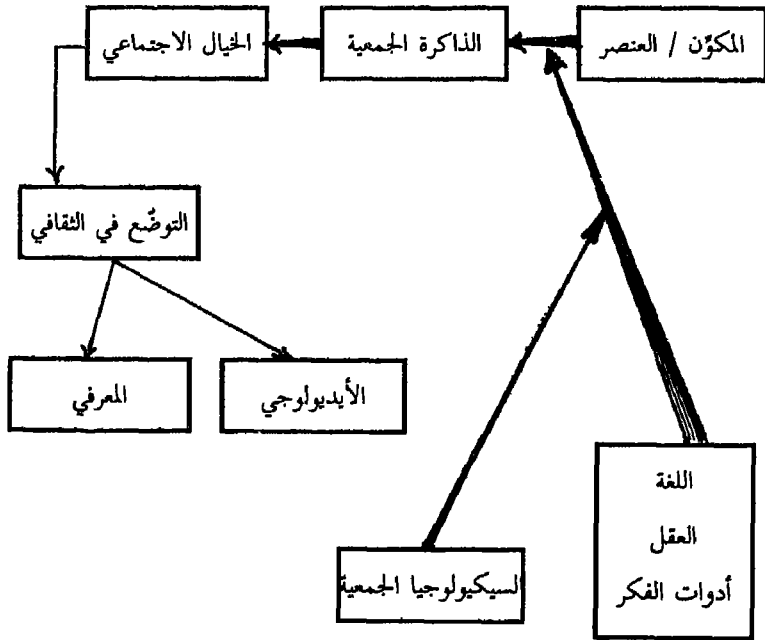 المكوِّن / العنصر
الذاكرة الجمعية
الخيال الاجتماعي
التوضّع في الثقافي
الأيديولوجي
المعرفي
اللغة
العقل
أدوات الفكر
السيكيولوجيا الجمعية